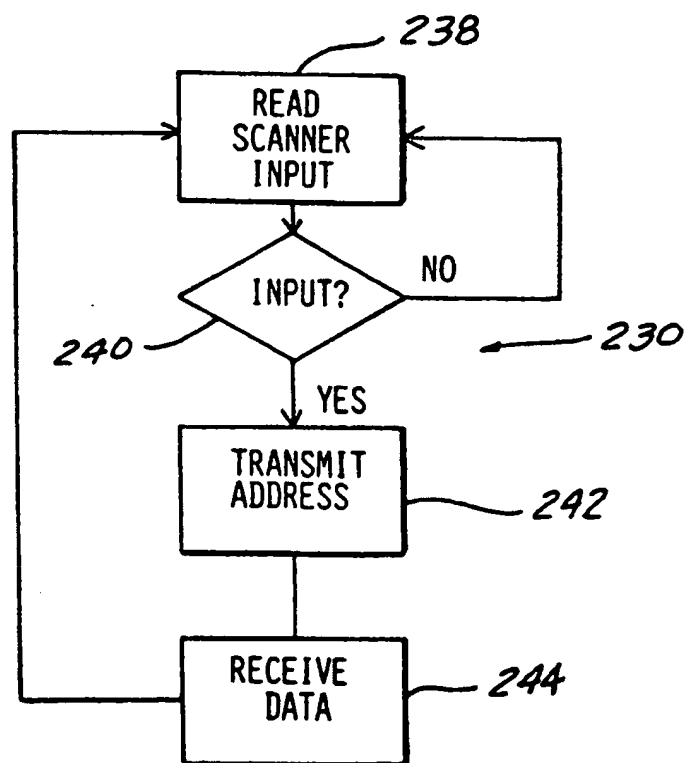 238
READ
SCANNER
INPUT
INPUT?
NO
240
230
YES
TRANSMIT
ADDRESS
242
RECEIVE
DATA
244